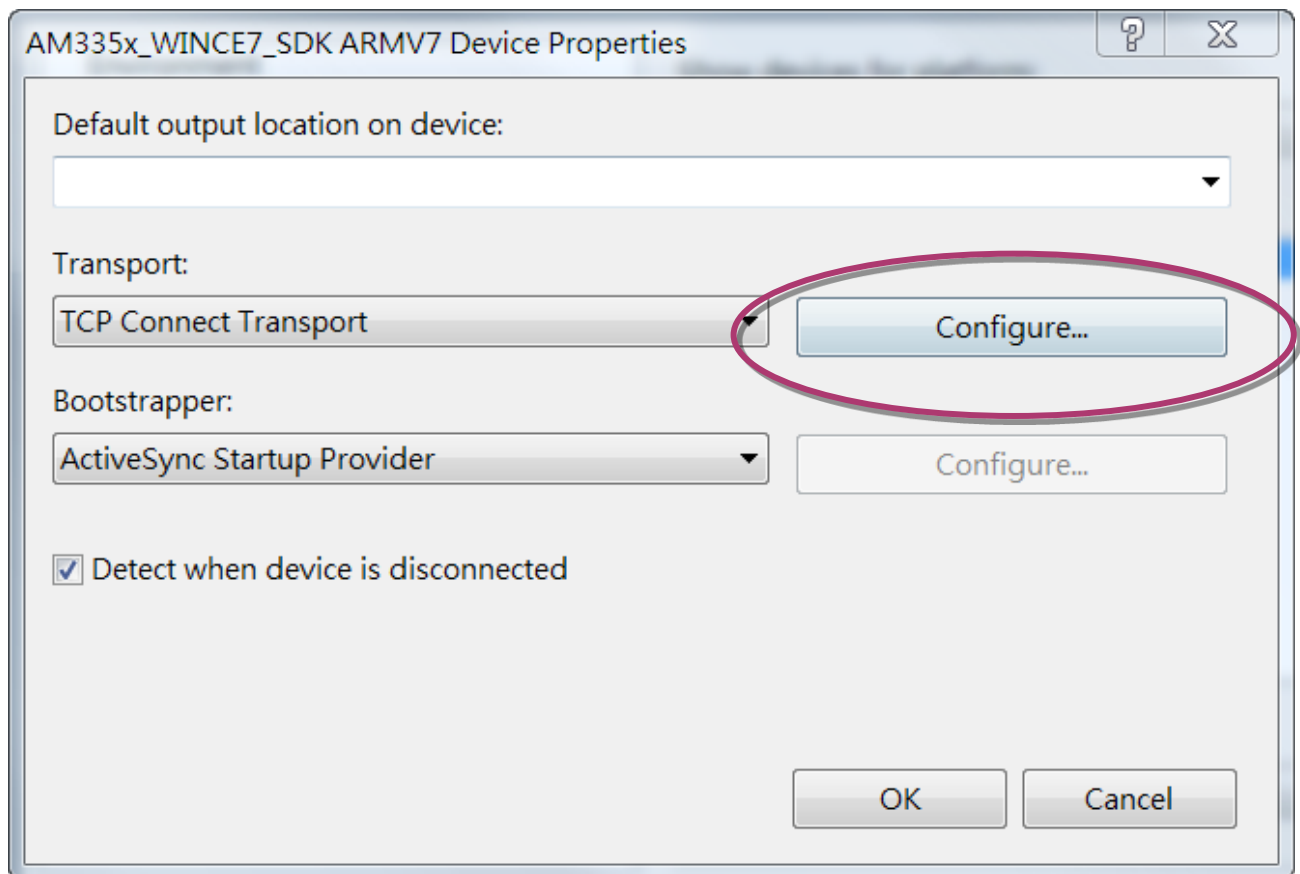 AM335x_WINCE7_SDK ARMV7 Device Properties
Default output location on device:
Transport:
TCP Connect Transport
Configure...
Bootstrapper:
ActiveSync Startup Provider
Configure...
Detect when device is disconnected
OK
Cancel